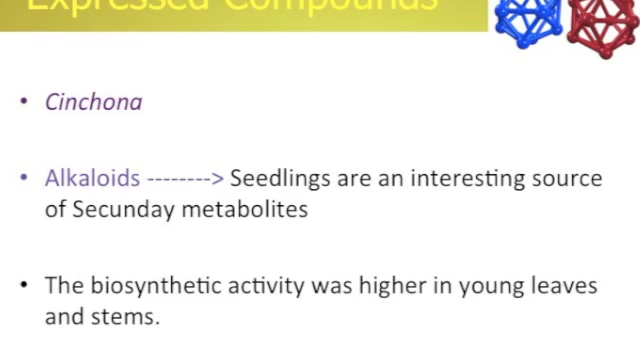 Expressed Compounds
• Cinchona
• Alkaloids --------> Seedlings are an interesting source
of Secunday metabolites
• The biosynthetic activity was higher in young leaves
and stems.